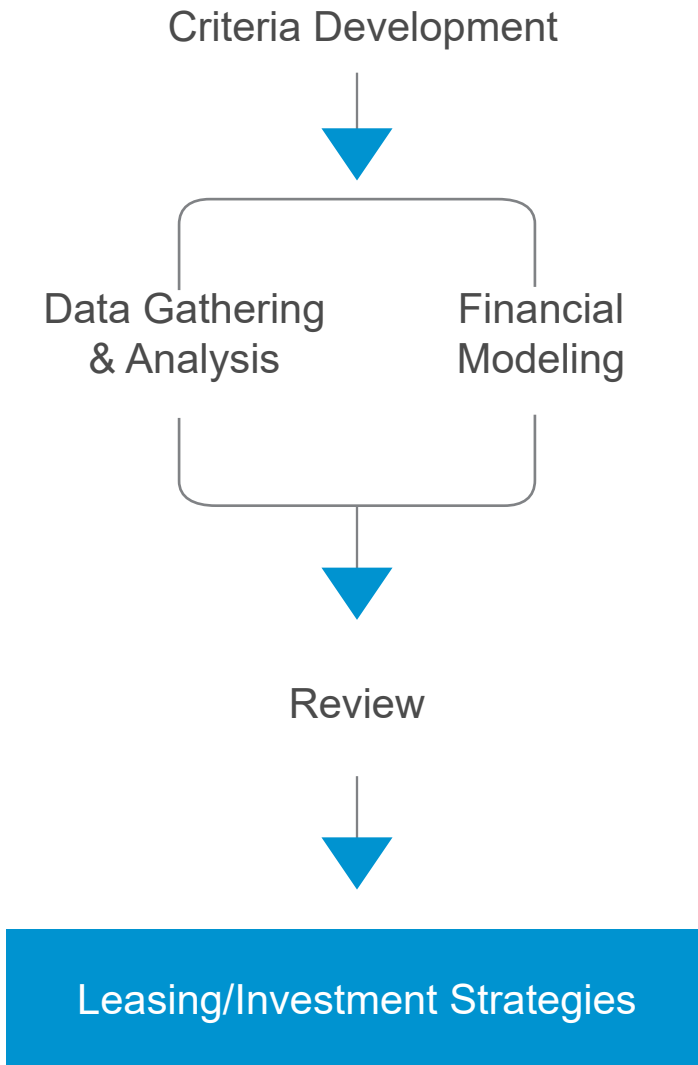 Criteria Development
Data Gathering
& Analysis
Financial
Modeling
Review
Leasing/Investment Strategies